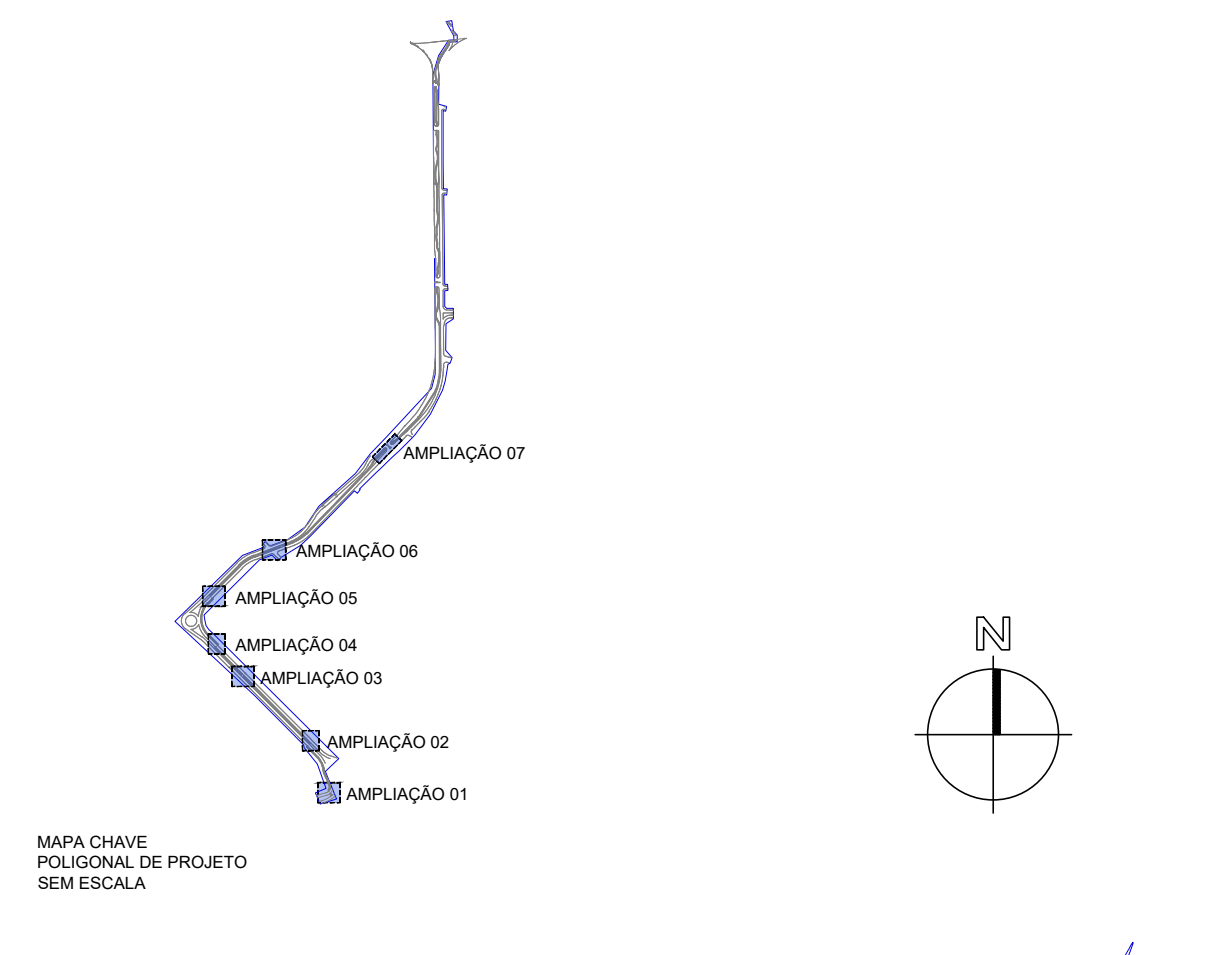 AMPLIAÇÃO 07
AMPLIAÇÃO 06
AMPLIAÇÃO 05
N
AMPLIAÇÃO 04
AMPLIAÇÃO 03
AMPLIAÇÃO 02
AMPLIAÇÃO 01
MAPA CHAVE
POLIGONAL DE PROJETO
SEM ESCALA